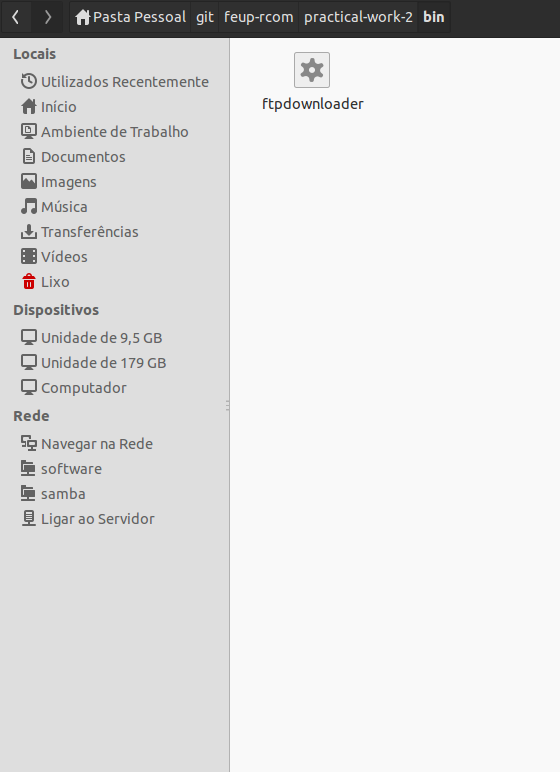 Pasta Pessoal git feup-rcom practical-work-2 bin
Locais
Utilizados Recentemente
Início
Ambiente de Trabalho
Documentos
Imagens
Música
Transferências
Vídeos
Lixo
Dispositivos
Unidade de 9,5 GB
Unidade de 179 GB
Computador
Rede
Navegar na Rede
software
samba
Ligar ao Servidor
ftpdownloader